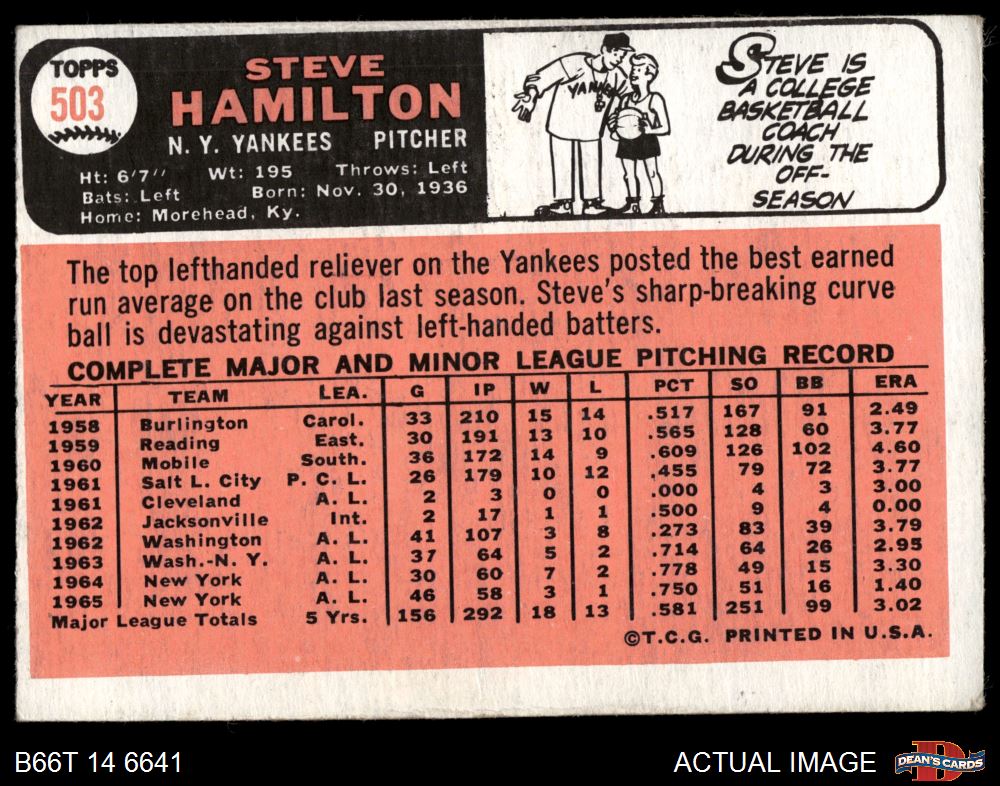 TOPPS
503
STEVE
HAMILTON
N. Y. YANKEES PITCHER
Ht: 6'7" Wt: 195 Throws: Left
Bats: Left Born: Nov. 30, 1936
Home: Morehead, Ky.
YANKEES
STEVE IS
A COLLEGE
BASKETBALL
COACH
DURING THE
OFF-
SEASON
The top lefthanded reliever on the Yankees posted the best earned
run average on the club last season. Steve's sharp-breaking curve
ball is devastating against left-handed batters.
COMPLETE MAJOR AND MINOR LEAGUE PITCHING RECORD
YEAR TEAM LEA. G IP W L PCT SO BB ERA
1958 Burlington Carol. 33 210 15 14 .517 167 91 2.49
1959 Reading East. 30 191 13 10 .565 128 60 3.77
1960 Mobile South. 36 172 14 9 .609 126 102 4.60
1961 Salt L. City P. C. L. 26 179 10 12 .455 79 72 3.77
1961 Cleveland A. L. 2 3 0 0 .000 4 3 3.00
1962 Jacksonville Int. 2 17 1 1 .500 9 4 0.00
1962 Washington A. L. 41 107 3 8 .273 83 39 3.79
1963 Wash.-N. Y. A. L. 37 64 5 2 .714 64 26 2.95
1964 New York A. L. 30 60 7 2 .778 49 15 3.30
1965 New York A. L. 46 58 3 1 .750 51 16 1.40
Major League Totals 5 Yrs. 156 292 18 13 .581 251 99 3.02
©T.C.G. PRINTED IN U.S.A.
B66T 14 6641
ACTUAL IMAGE
D
DEAN'S CARDS